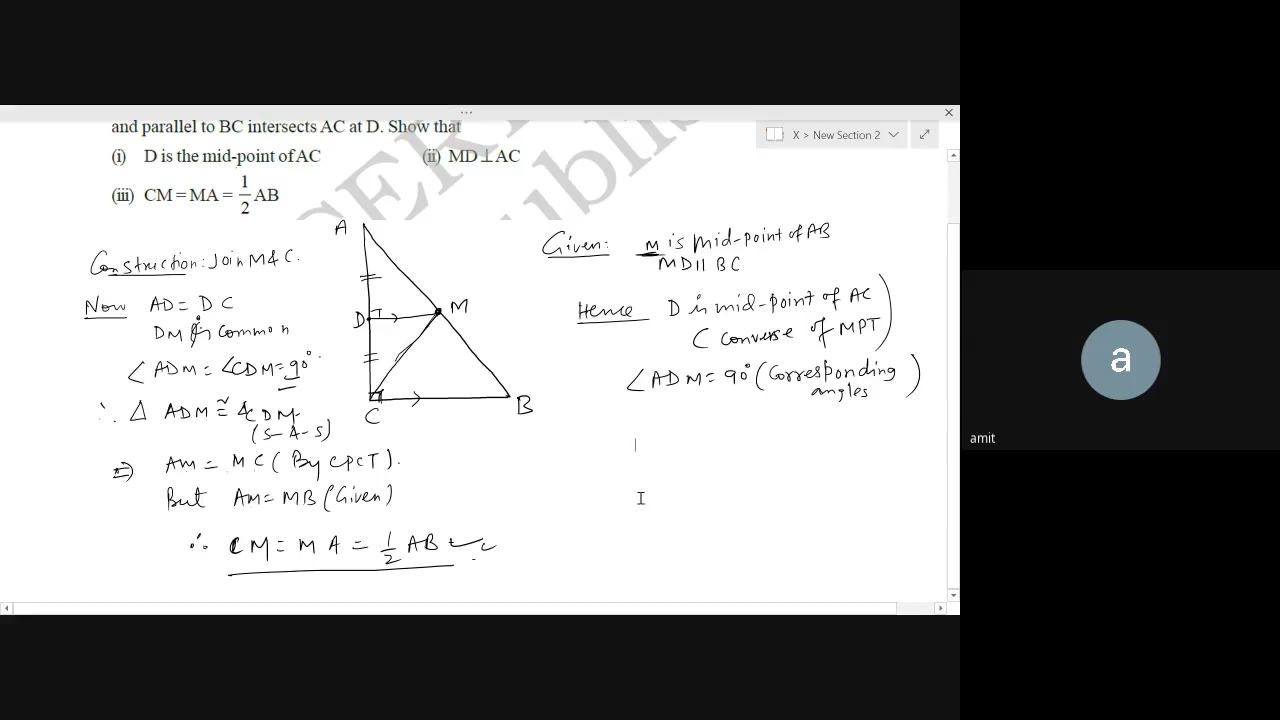 and parallel to BC intersects AC at D. Show that
(i) D is the mid-point of AC (ii) MD ⊥ AC
(iii) CM = MA = 1/2 AB
X > New Section 2
Construction: Join M & C.
Now AD = DC
DM is common
∠ADM = ∠CDM = 90°
∴ Δ ADM ≅ ΔCDM
(S-A-S)
⇒ AM = MC (By CPCT).
But AM = MB (Given)
∴ CM = MA = 1/2 AB
A
D
M
C
B
Given: M is Mid-point of AB
MD || BC
Hence D is mid-point of AC
( Converse of MPT )
∠ADM = 90° (Corresponding
angles)
a
amit